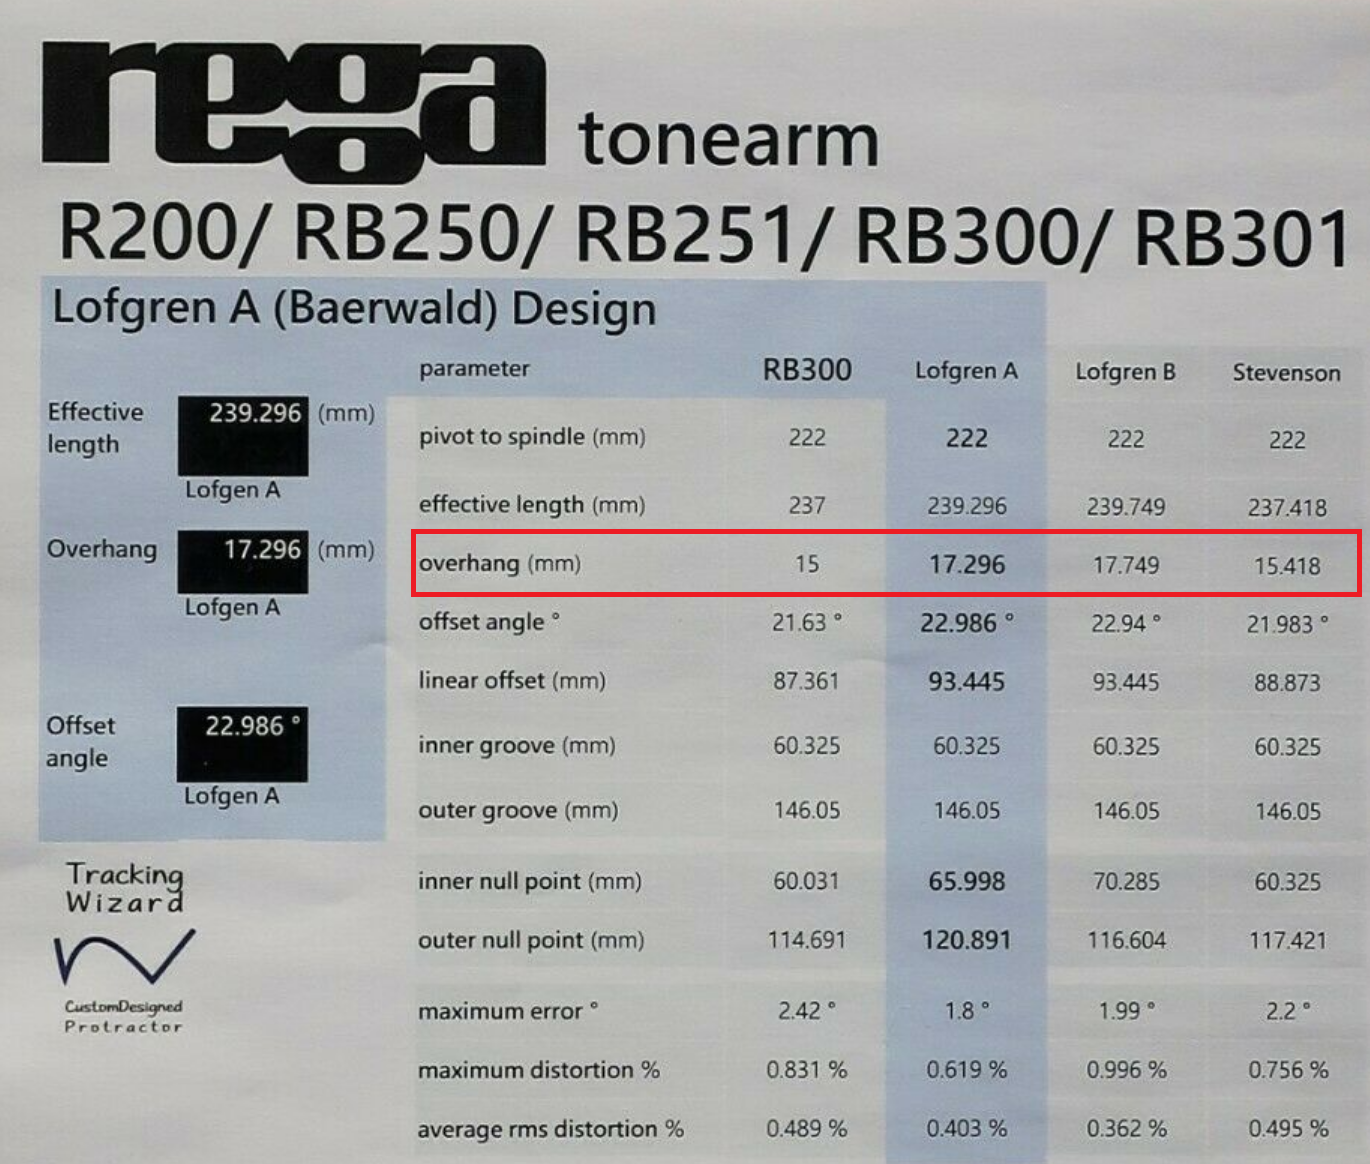 rega tonearm
R200/ RB250/ RB251/ RB300/ RB301
Lofgren A (Baerwald) Design
Effective length 239.296 (mm)
Lofgen A
Overhang 17.296 (mm)
Lofgen A
Offset angle 22.986 °
Lofgen A
parameter RB300 Lofgren A Lofgren B Stevenson
pivot to spindle (mm) 222 222 222 222
effective length (mm) 237 239.296 239.749 237.418
overhang (mm) 15 17.296 17.749 15.418
offset angle ° 21.63 ° 22.986 ° 22.94 ° 21.983 °
linear offset (mm) 87.361 93.445 93.445 88.873
inner groove (mm) 60.325 60.325 60.325 60.325
outer groove (mm) 146.05 146.05 146.05 146.05
inner null point (mm) 60.031 65.998 70.285 60.325
outer null point (mm) 114.691 120.891 116.604 117.421
maximum error ° 2.42 ° 1.8 ° 1.99 ° 2.2 °
maximum distortion % 0.831 % 0.619 % 0.996 % 0.756 %
average rms distortion % 0.489 % 0.403 % 0.362 % 0.495 %
Tracking
Wizard
CustomDesigned
Protractor